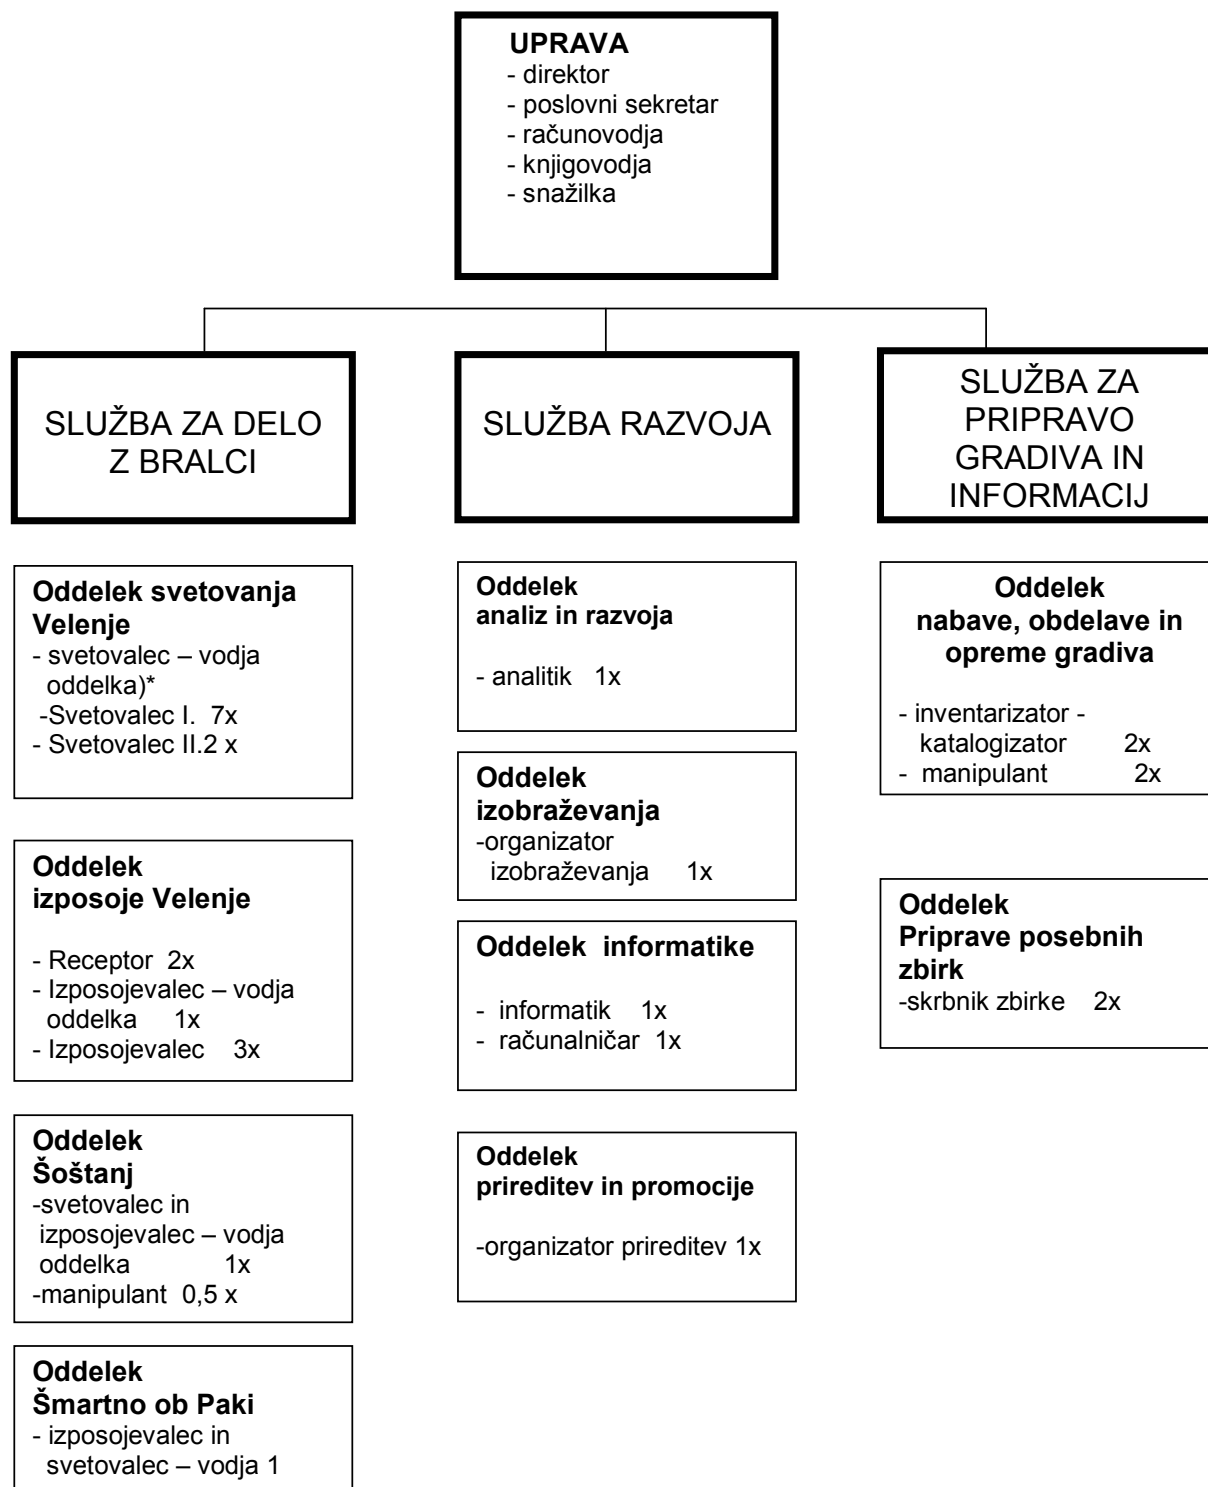 UPRAVA
- direktor
- poslovni sekretar
- računovodja
- knjigovodja
- snažilka
SLUŽBA ZA DELO
Z BRALCI
SLUŽBA RAZVOJA
SLUŽBA ZA
PRIPRAVO
GRADIVA IN
INFORMACIJ
Oddelek svetovanja
Velenje
- svetovalec – vodja
oddelka)*
-Svetovalec I. 7x
- Svetovalec II.2 x
Oddelek
izposoje Velenje
- Receptor 2x
- Izposojevalec – vodja
oddelka 1x
- Izposojevalec 3x
Oddelek
Šoštanj
-svetovalec in
izposojevalec – vodja
oddelka 1x
-manipulant 0,5 x
Oddelek
Šmartno ob Paki
- izposojevalec in
svetovalec – vodja 1
Oddelek
analiz in razvoja
- analitik 1x
Oddelek
izobraževanja
-organizator
izobraževanja 1x
Oddelek informatike
- informatik 1x
- računalničar 1x
Oddelek
prireditev in promocije
-organizator prireditev 1x
Oddelek
nabave, obdelave in
opreme gradiva
- inventarizator -
katalogizator 2x
- manipulant 2x
Oddelek
Priprave posebnih
zbirk
-skrbnik zbirke 2x